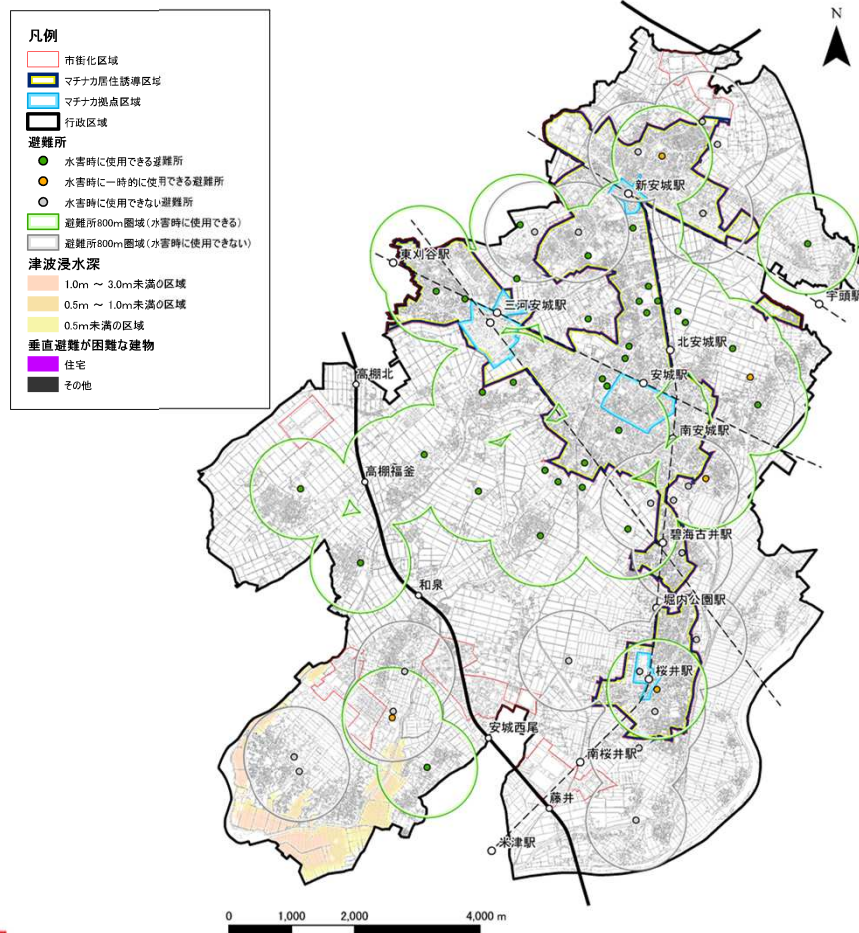 凡例
市街化区域
マチナカ居住誘導区域
マチナカ拠点区域
行政区域
避難所
水害時に使用できる避難所
水害時に一時的に使用できる避難所
水害時に使用できない避難所
避難所800m圏域(水害時に使用できる)
避難所800m圏域(水害時に使用できない)
津波浸水深
1.0m ～ 3.0m未満の区域
0.5m ～ 1.0m未満の区域
0.5m未満の区域
垂直避難が困難な建物
住宅
その他
N
新安城駅
東刈谷駅
宇頭駅
三河安城駅
北安城駅
高棚北
安城駅
南安城駅
高棚福釜
碧海古井駅
和泉
堀内公園駅
桜井駅
安城西尾
南桜井駅
藤井
米津駅
0 1,000 2,000 4,000 m